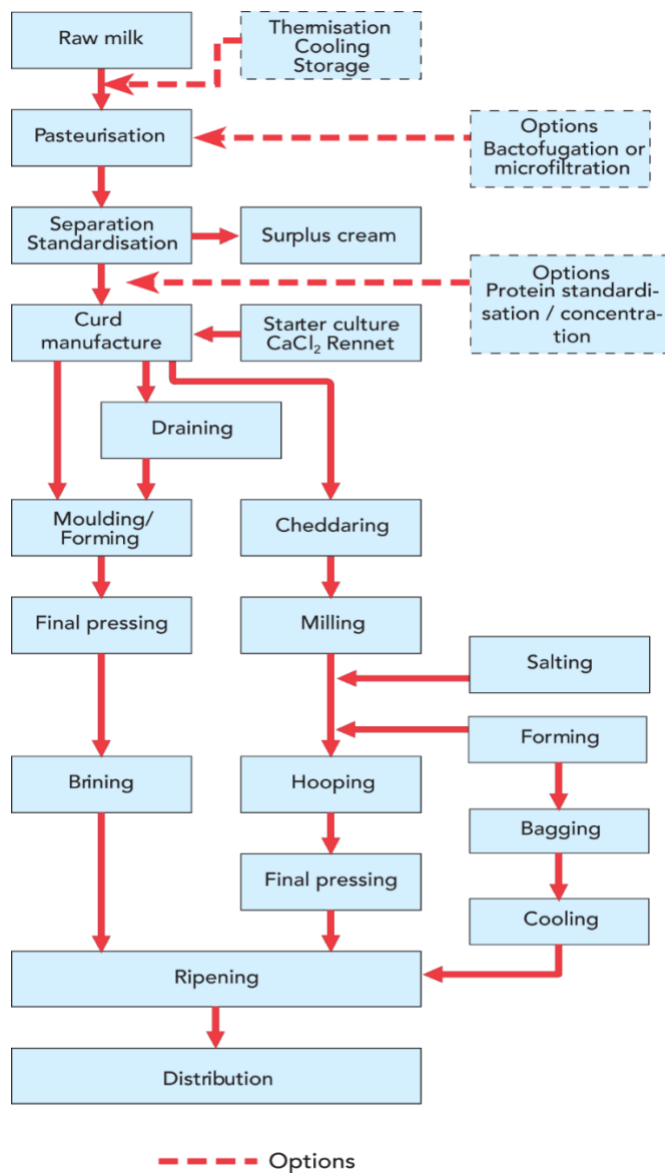 Raw milk
Thermisation
Cooling
Storage
Pasteurisation
Options
Bactofugation or
microfiltration
Separation
Standardisation
Surplus cream
Options
Protein standardi-
sation / concentra-
tion
Curd
manufacture
Starter culture
CaCl₂ Rennet
Draining
Moulding/
Forming
Cheddaring
Final pressing
Milling
Salting
Forming
Brining
Hooping
Bagging
Final pressing
Cooling
Ripening
Distribution
Options